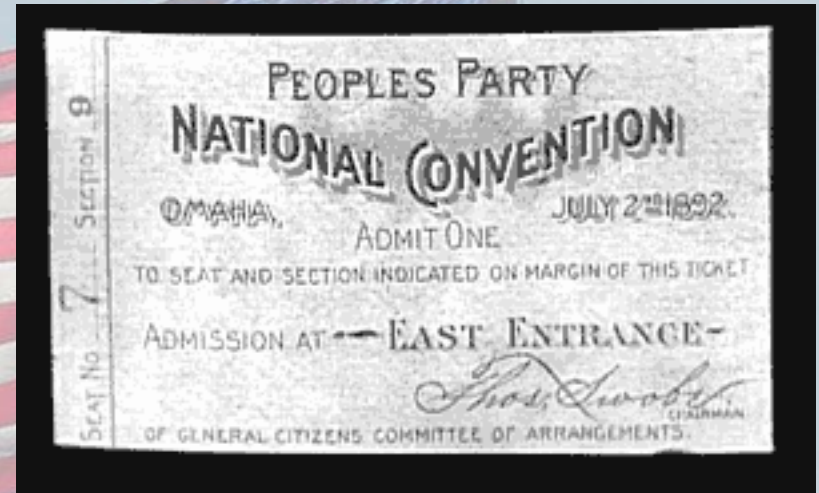 PEOPLES PARTY
NATIONAL CONVENTION
OMAHA, JULY 2ND 1892.
ADMIT ONE
TO SEAT AND SECTION INDICATED ON MARGIN OF THIS TICKET
ADMISSION AT — EAST ENTRANCE -
Thos. Swobe.
CHAIRMAN
OF GENERAL CITIZENS COMMITTEE OF ARRANGEMENTS.
SEAT No. 7 SECTION 9